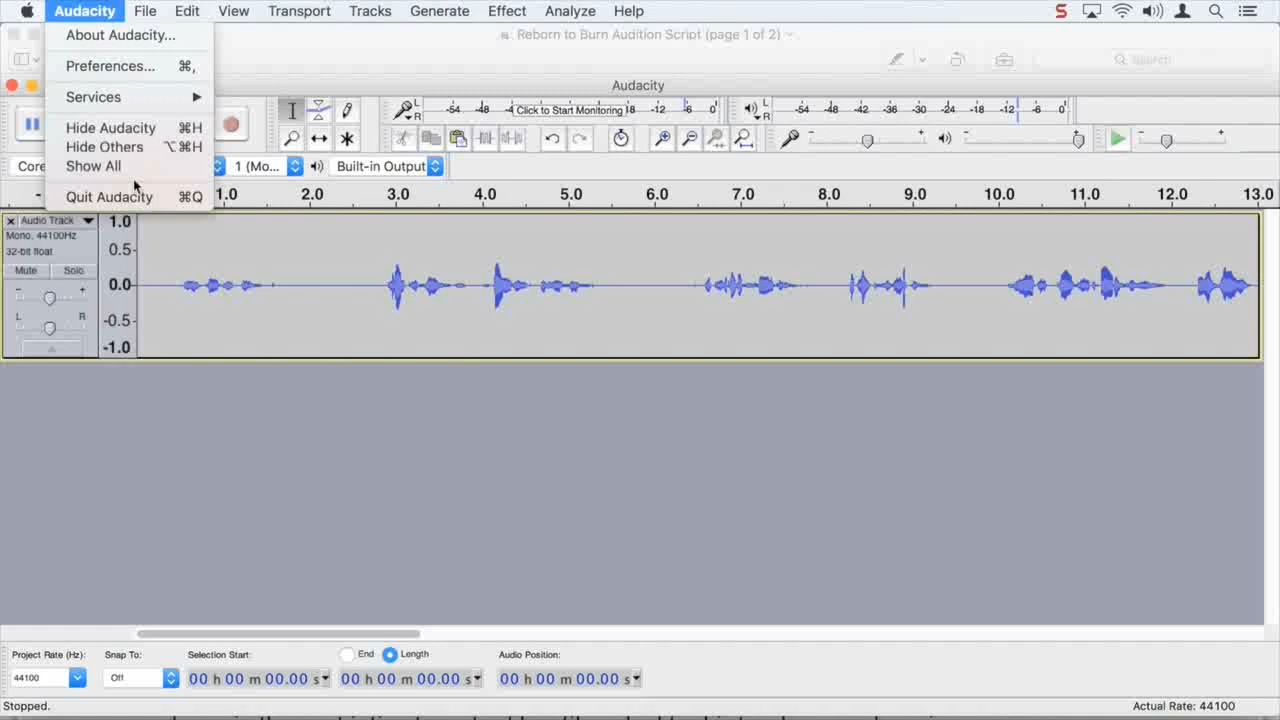 Audacity File Edit View Transport Tracks Generate Effect Analyze Help
About Audacity...
Preferences... ⌘,
Services
Hide Audacity ⌘H
Hide Others ⌥⌘H
Show All
Quit Audacity ⌘Q
Reborn to Burn Audition Script (page 1 of 2)
Search
Audacity
L R -54 -48 -4 Click to Start Monitoring 18 -12 -6 0
L R -54 -48 -42 -36 -30 -24 -18 -12 -6 0
Core 1 (Mo... Built-in Output
1.0 2.0 3.0 4.0 5.0 6.0 7.0 8.0 9.0 10.0 11.0 12.0 13.0
Audio Track
Mono, 44100Hz
32-bit float
Mute Solo
- +
L R
1.0
0.5-
0.0-
-0.5-
-1.0
Project Rate (Hz): Snap To: Selection Start: End Length Audio Position:
44100 Off 00 h 00 m 00.00 s 00 h 00 m 00.00 s 00 h 00 m 00.00 s
Stopped. Actual Rate: 44100